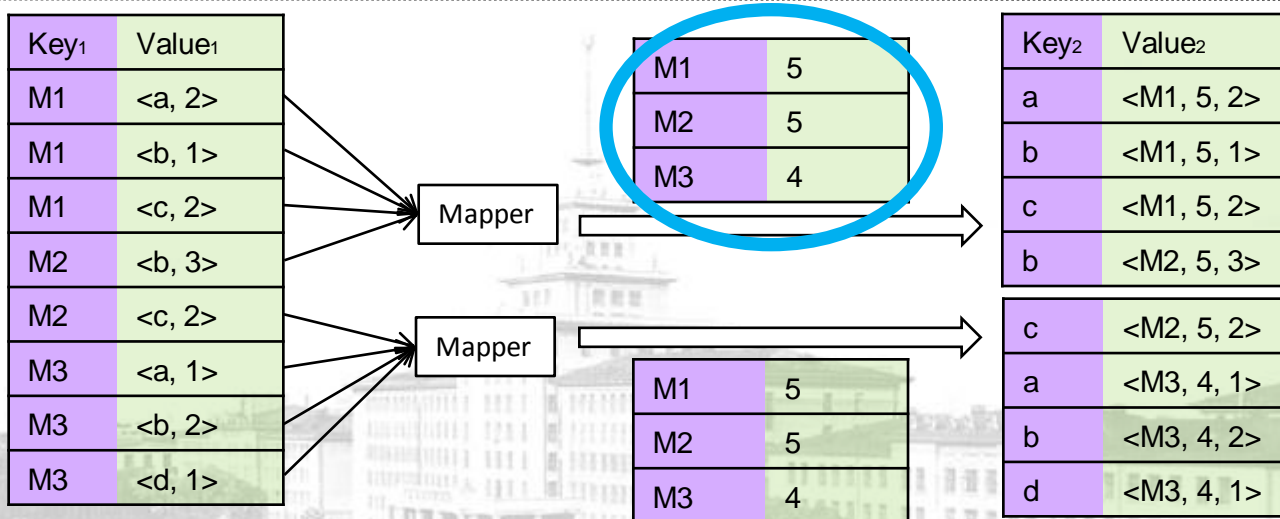 Key1 Value1
M1 <a, 2>
M1 <b, 1>
M1 <c, 2>
M2 <b, 3>
M2 <c, 2>
M3 <a, 1>
M3 <b, 2>
M3 <d, 1>
Mapper
Mapper
M1 5
M2 5
M3 4
M1 5
M2 5
M3 4
Key2 Value2
a <M1, 5, 2>
b <M1, 5, 1>
c <M1, 5, 2>
b <M2, 5, 3>
c <M2, 5, 2>
a <M3, 4, 1>
b <M3, 4, 2>
d <M3, 4, 1>